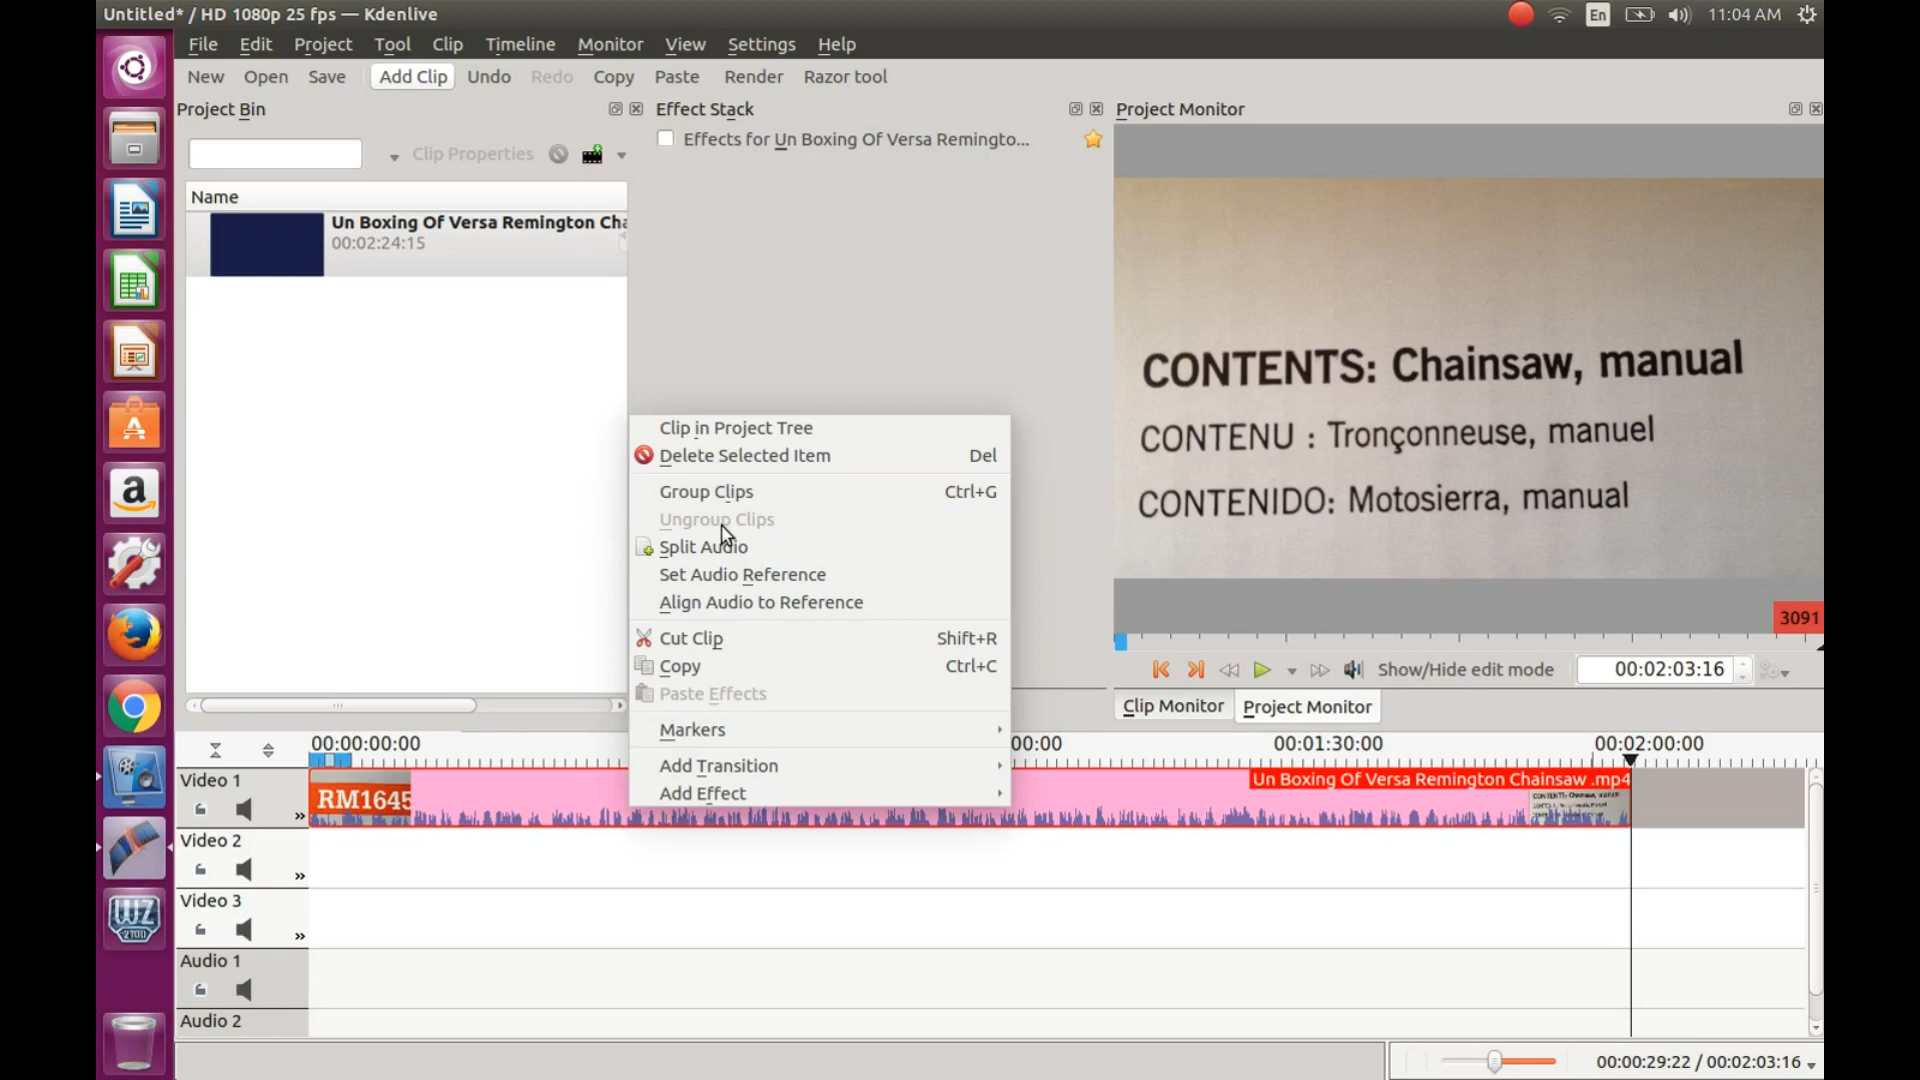 Untitled* / HD 1080p 25 fps — Kdenlive
En
11:04 AM
File Edit Project Tool Clip Timeline Monitor View Settings Help
New Open Save Add Clip Undo Redo Copy Paste Render Razor tool
Project Bin
Effect Stack
Project Monitor
Effects for Un Boxing Of Versa Remingto...
Clip Properties
Name
Un Boxing Of Versa Remington Cha
00:02:24:15
CONTENTS: Chainsaw, manual
CONTENU : Tronçonneuse, manuel
CONTENIDO: Motosierra, manual
Clip in Project Tree
Delete Selected Item Del
Group Clips Ctrl+G
Ungroup Clips
Split Audio
Set Audio Reference
Align Audio to Reference
Cut Clip Shift+R
Copy Ctrl+C
Paste Effects
Markers
Add Transition
Add Effect
3091
Show/Hide edit mode
00:02:03:16
Clip Monitor Project Monitor
00:00:00:00
00:00
00:01:30:00
00:02:00:00
Video 1
RM1645
Un Boxing Of Versa Remington Chainsaw .mp4
Video 2
Video 3
Audio 1
Audio 2
a
WZ
2100
00:00:29:22 / 00:02:03:16